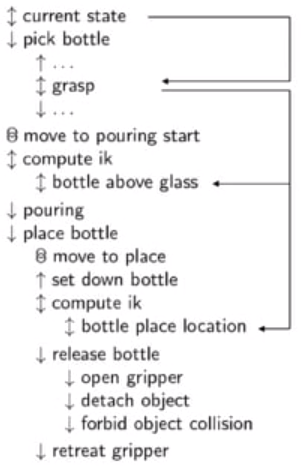 ↕ current state
↓ pick bottle
↑ ...
↕ grasp
↓ ...
move to pouring start
↕ compute ik
↕ bottle above glass
↓ pouring
↓ place bottle
move to place
↑ set down bottle
↕ compute ik
↕ bottle place location
↓ release bottle
↓ open gripper
↓ detach object
↓ forbid object collision
↓ retreat gripper